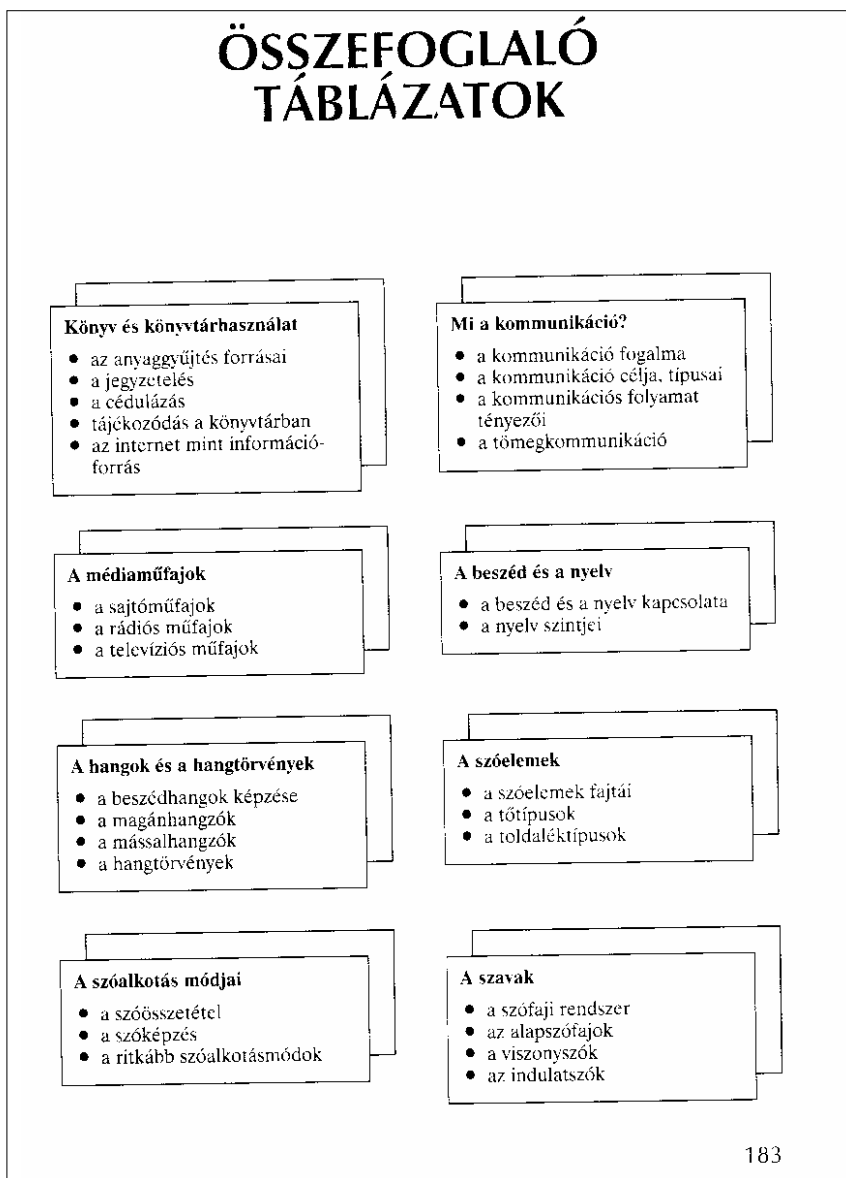 ÖSSZEFOGLALÓ
TÁBLÁZATOK
Könyv és könyvtárhasználat
• az anyaggyűjtés forrásai
• a jegyzetelés
• a cédulázás
• tájékozódás a könyvtárban
• az internet mint információ-
forrás
Mi a kommunikáció?
• a kommunikáció fogalma
• a kommunikáció célja, típusai
• a kommunikációs folyamat
tényezői
• a tömegkommunikáció
A médiaműfajok
• a sajtóműfajok
• a rádiós műfajok
• a televíziós műfajok
A beszéd és a nyelv
• a beszéd és a nyelv kapcsolata
• a nyelv szintjei
A hangok és a hangtörvények
• a beszédhangok képzése
• a magánhangzók
• a mássalhangzók
• a hangtörvények
A szóelemek
• a szóelemek fajtái
• a tőtípusok
• a toldaléktípusok
A szóalkotás módjai
• a szóösszetétel
• a szóképzés
• a ritkább szóalkotásmódok
A szavak
• a szófaji rendszer
• az alapszófajok
• a viszonyszók
• az indulatszók
183